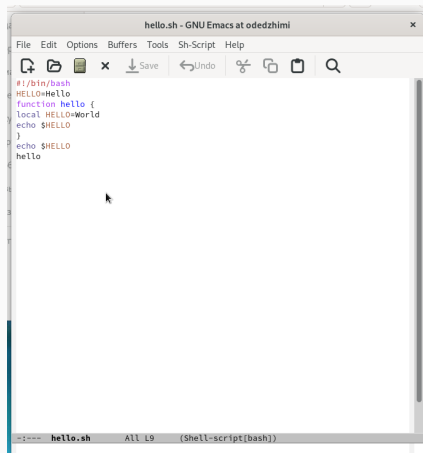 hello.sh - GNU Emacs at odedzhimi
File Edit Options Buffers Tools Sh-Script Help
Save Undo
#!/bin/bash
HELLO=Hello
function hello {
local HELLO=World
echo $HELLO
}
echo $HELLO
hello
-:--- hello.sh All L9 (Shell-script[bash])